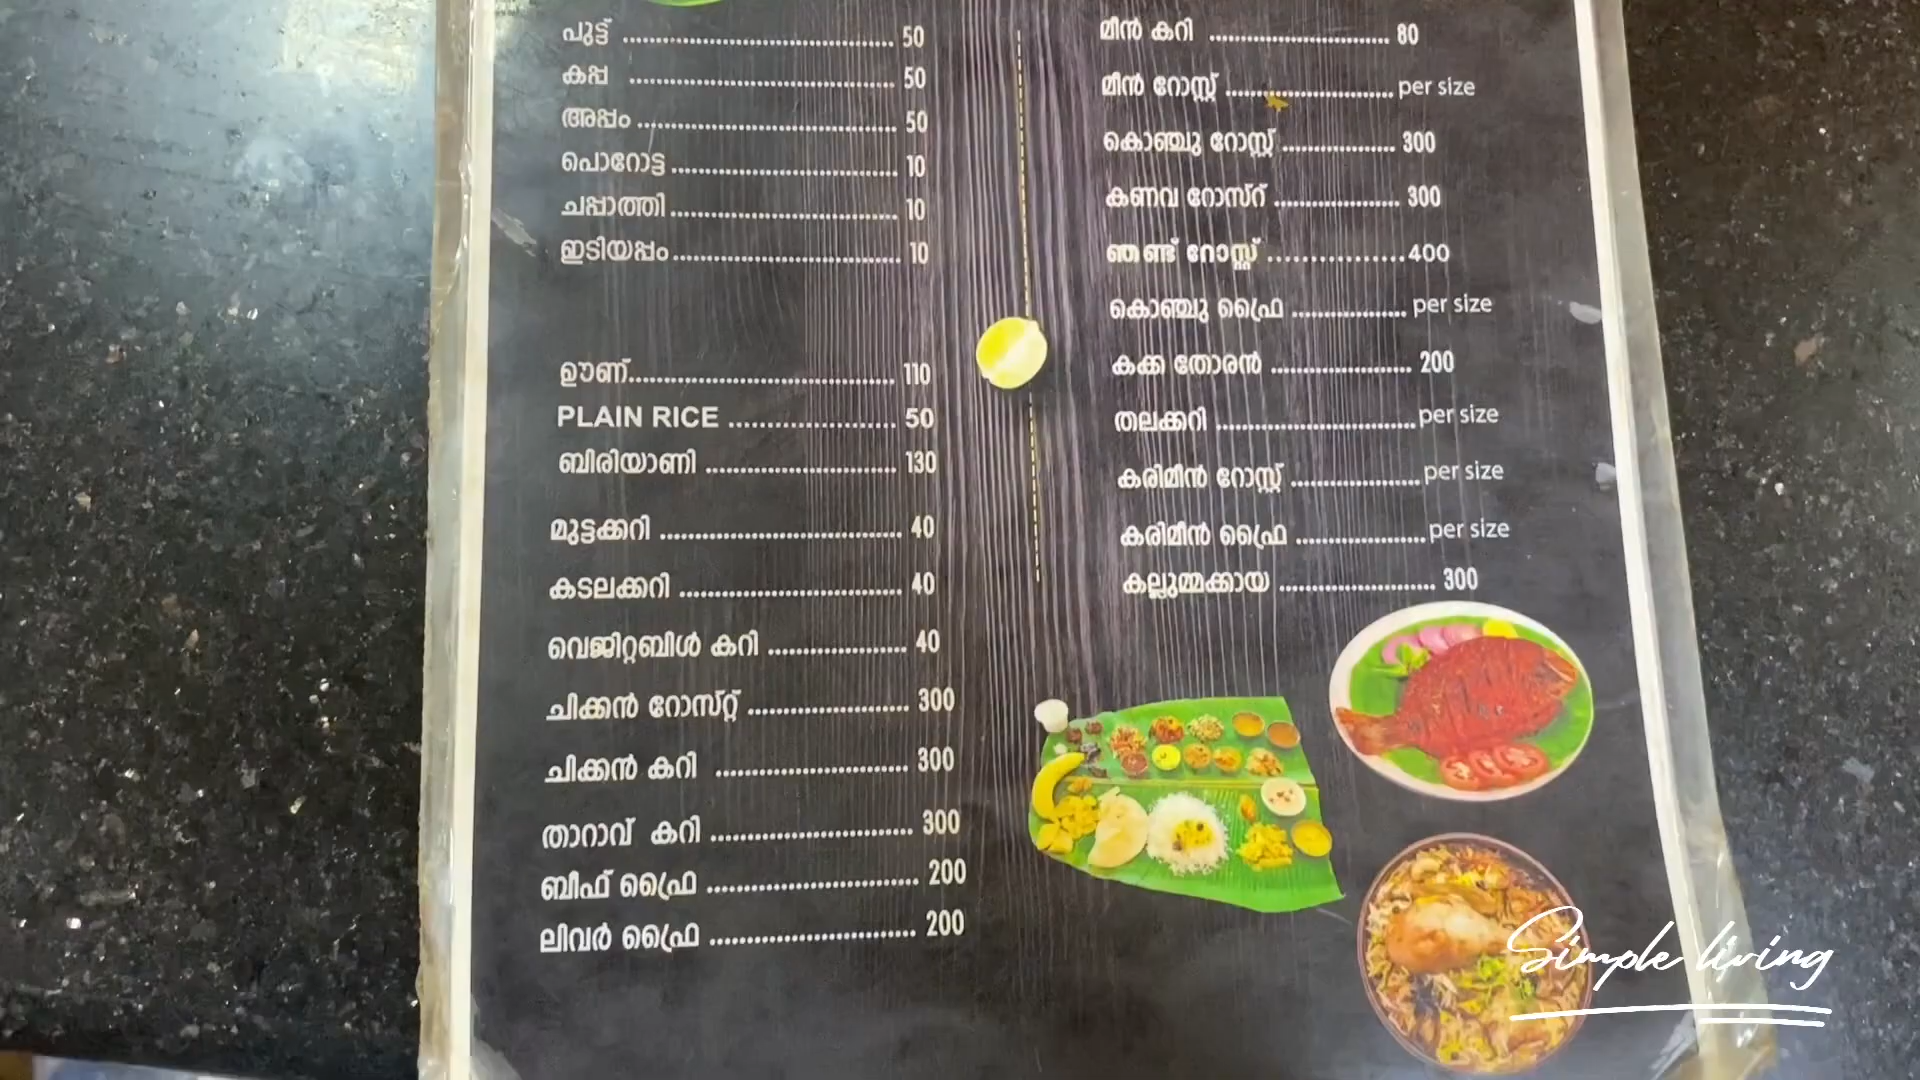 പുട്ട് ........................ 50
കപ്പ ........................ 50
അപ്പം ........................ 50
പൊറോട്ട ........................ 10
ചപ്പാത്തി ........................ 10
ഇടിയപ്പം ........................ 10
ഊണ് ........................ 110
PLAIN RICE ........................ 50
ബിരിയാണി ........................ 130
മുട്ടക്കറി ........................ 40
കടലക്കറി ........................ 40
വെജിറ്റബിൾ കറി ........................ 40
ചിക്കൻ റോസ്റ്റ് ........................ 300
ചിക്കൻ കറി ........................ 300
താറാവ് കറി ........................ 300
ബീഫ് ഫ്രൈ ........................ 200
ലിവർ ഫ്രൈ ........................ 200
മീൻ കറി ........................ 80
മീൻ റോസ്റ്റ് ........................ per size
കൊഞ്ചു റോസ്റ്റ് ........................ 300
കണവ റോസ്റ് ........................ 300
ഞണ്ട് റോസ്റ്റ് ........................ 400
കൊഞ്ചു ഫ്രൈ ........................ per size
കക്ക തോരൻ ........................ 200
തലക്കറി ........................ per size
കരിമീൻ റോസ്റ്റ് ........................ per size
കരിമീൻ ഫ്രൈ ........................ per size
കല്ലുമ്മക്കായ ........................ 300
Simple living